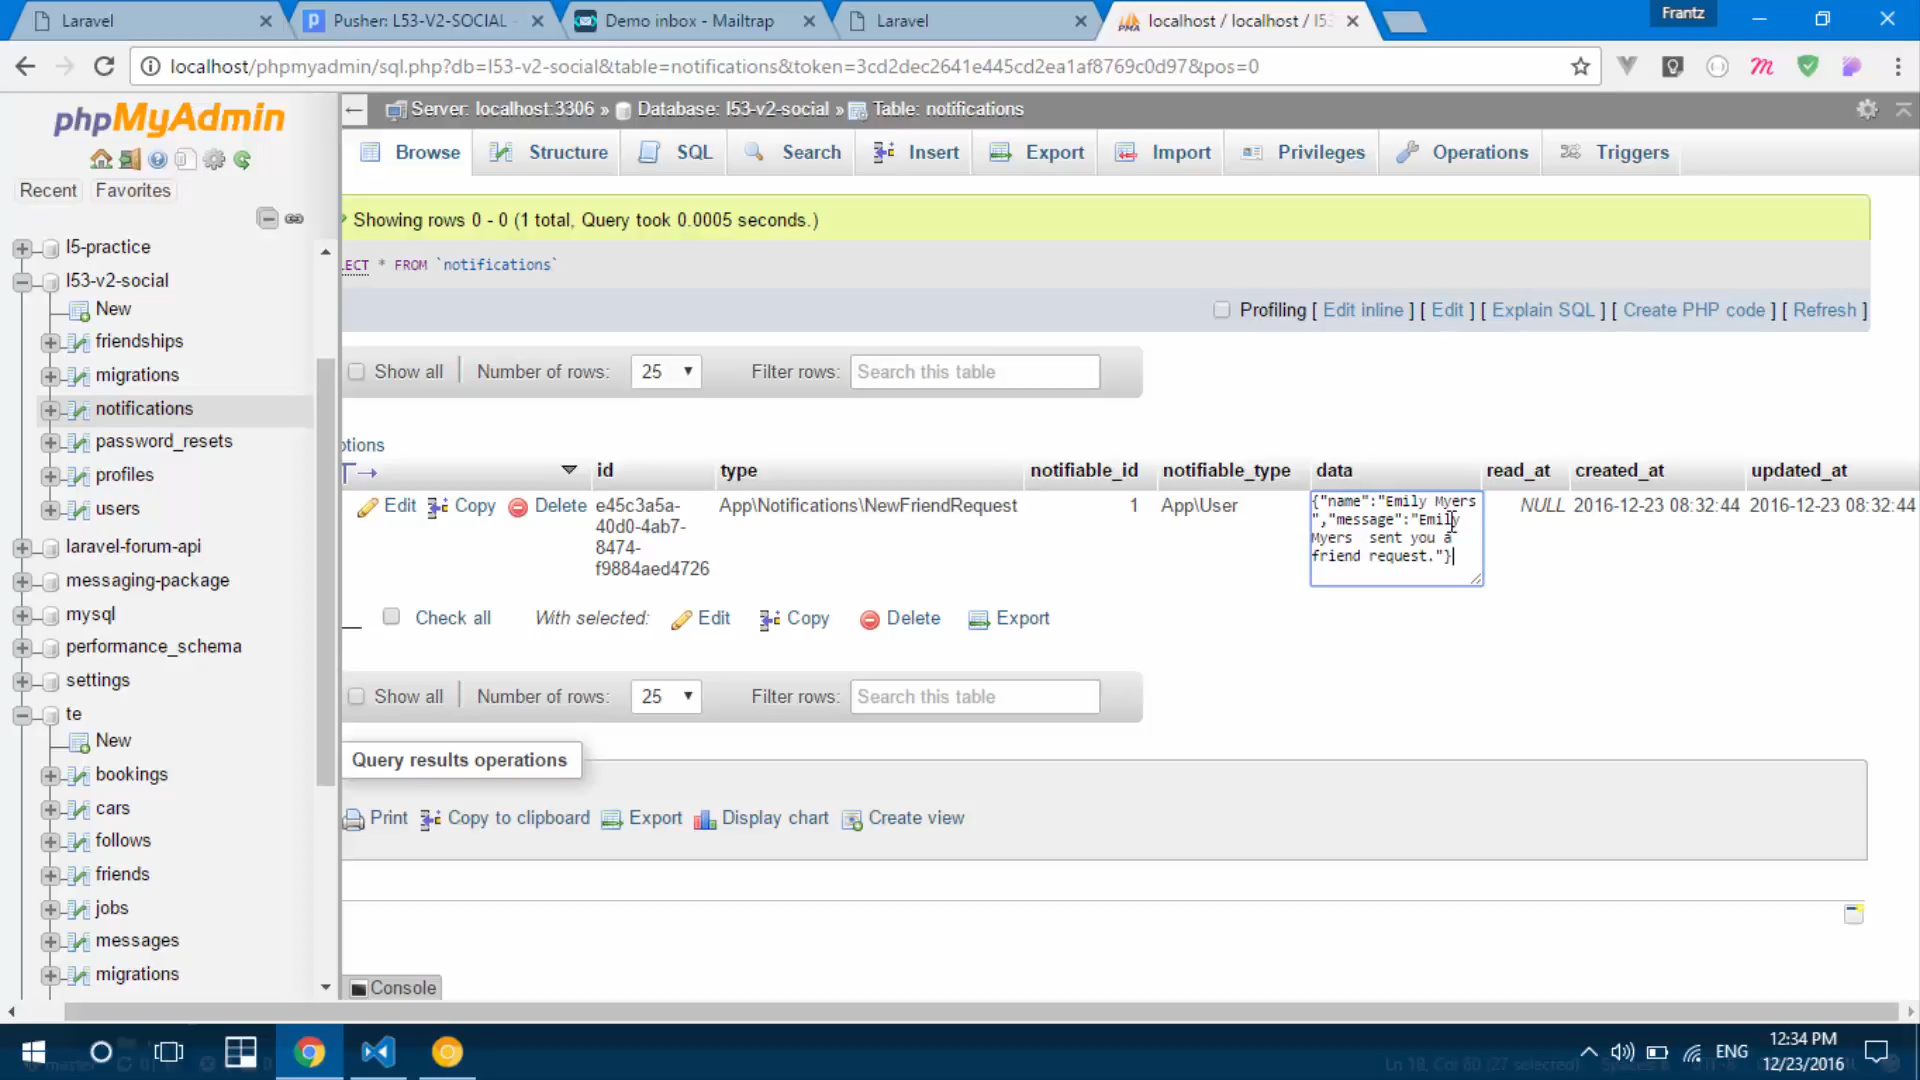 Laravel
Pusher: L53-V2-SOCIAL
Demo inbox - Mailtrap
Laravel
localhost / localhost / l53
Frantz
localhost/phpmyadmin/sql.php?db=l53-v2-social&table=notifications&token=3cd2dec2641e445cd2ea1af8769c0d97&pos=0
phpMyAdmin
Recent
Favorites
l5-practice
l53-v2-social
New
friendships
migrations
notifications
password_resets
profiles
users
laravel-forum-api
messaging-package
mysql
performance_schema
settings
te
New
bookings
cars
follows
friends
jobs
messages
migrations
Server: localhost:3306 » Database: l53-v2-social » Table: notifications
Browse
Structure
SQL
Search
Insert
Export
Import
Privileges
Operations
Triggers
Showing rows 0 - 0 (1 total, Query took 0.0005 seconds.)
LECT * FROM `notifications`
Profiling [ Edit inline ] [ Edit ] [ Explain SQL ] [ Create PHP code ] [ Refresh ]
Show all
Number of rows: 25
Filter rows: Search this table
ptions
id type notifiable_id notifiable_type data read_at created_at updated_at
Edit Copy Delete
e45c3a5a-
40d0-4ab7-
8474-
f9884aed4726
App\Notifications\NewFriendRequest
1
App\User
{"name":"Emily Myers
","message":"Emily
Myers  sent you a
friend request."}
NULL
2016-12-23 08:32:44
2016-12-23 08:32:44
Check all
With selected:
Edit
Copy
Delete
Export
Show all
Number of rows: 25
Filter rows: Search this table
Query results operations
Print
Copy to clipboard
Export
Display chart
Create view
Console
ENG
12:34 PM
12/23/2016
master
Ln 18, Col 60 (27 selected)